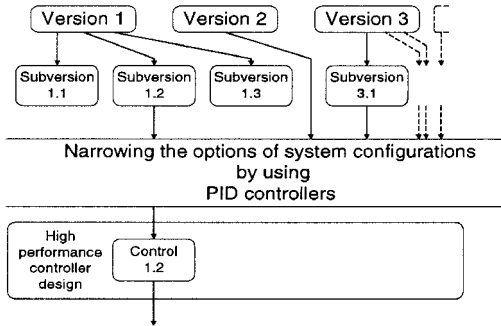 Version 1
Version 2
Version 3
Subversion
1.1
Subversion
1.2
Subversion
1.3
Subversion
3.1
Narrowing the options of system configurations
by using
PID controllers
High
performance
controller
design
Control
1.2